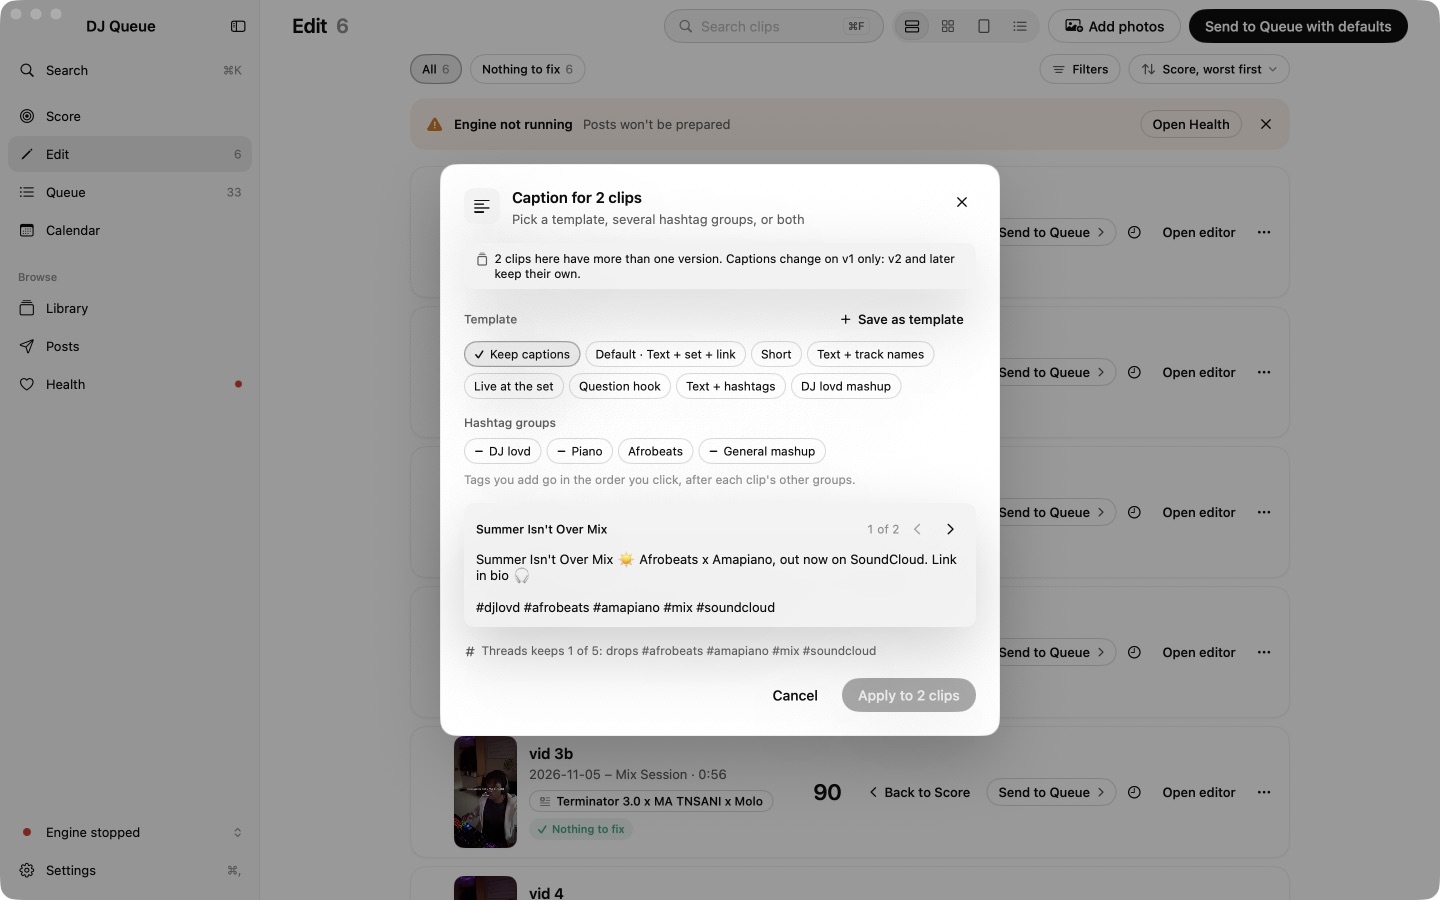 DJ Queue
Search ⌘K
Score
Edit 6
Queue 33
Calendar
Browse
Library
Posts
Health
Engine stopped
Settings ⌘,
Edit 6
Search clips ⌘F
Add photos
Send to Queue with defaults
All 6
Nothing to fix 6
Filters
Score, worst first
Engine not running Posts won't be prepared
Open Health
Caption for 2 clips
Pick a template, several hashtag groups, or both
2 clips here have more than one version. Captions change on v1 only: v2 and later
keep their own.
Template
+ Save as template
Keep captions
Default · Text + set + link
Short
Text + track names
Live at the set
Question hook
Text + hashtags
DJ lovd mashup
Hashtag groups
– DJ lovd
– Piano
Afrobeats
– General mashup
Tags you add go in the order you click, after each clip's other groups.
Summer Isn't Over Mix
1 of 2
Summer Isn't Over Mix ☀️ Afrobeats x Amapiano, out now on SoundCloud. Link
in bio 🎧
#djlovd #afrobeats #amapiano #mix #soundcloud
# Threads keeps 1 of 5: drops #afrobeats #amapiano #mix #soundcloud
Cancel
Apply to 2 clips
Send to Queue
Open editor
Send to Queue
Open editor
Send to Queue
Open editor
Send to Queue
Open editor
vid 3b
2026-11-05 – Mix Session · 0:56
Terminator 3.0 x MA TNSANI x Molo
Nothing to fix
90
Back to Score
Send to Queue
Open editor
vid 4